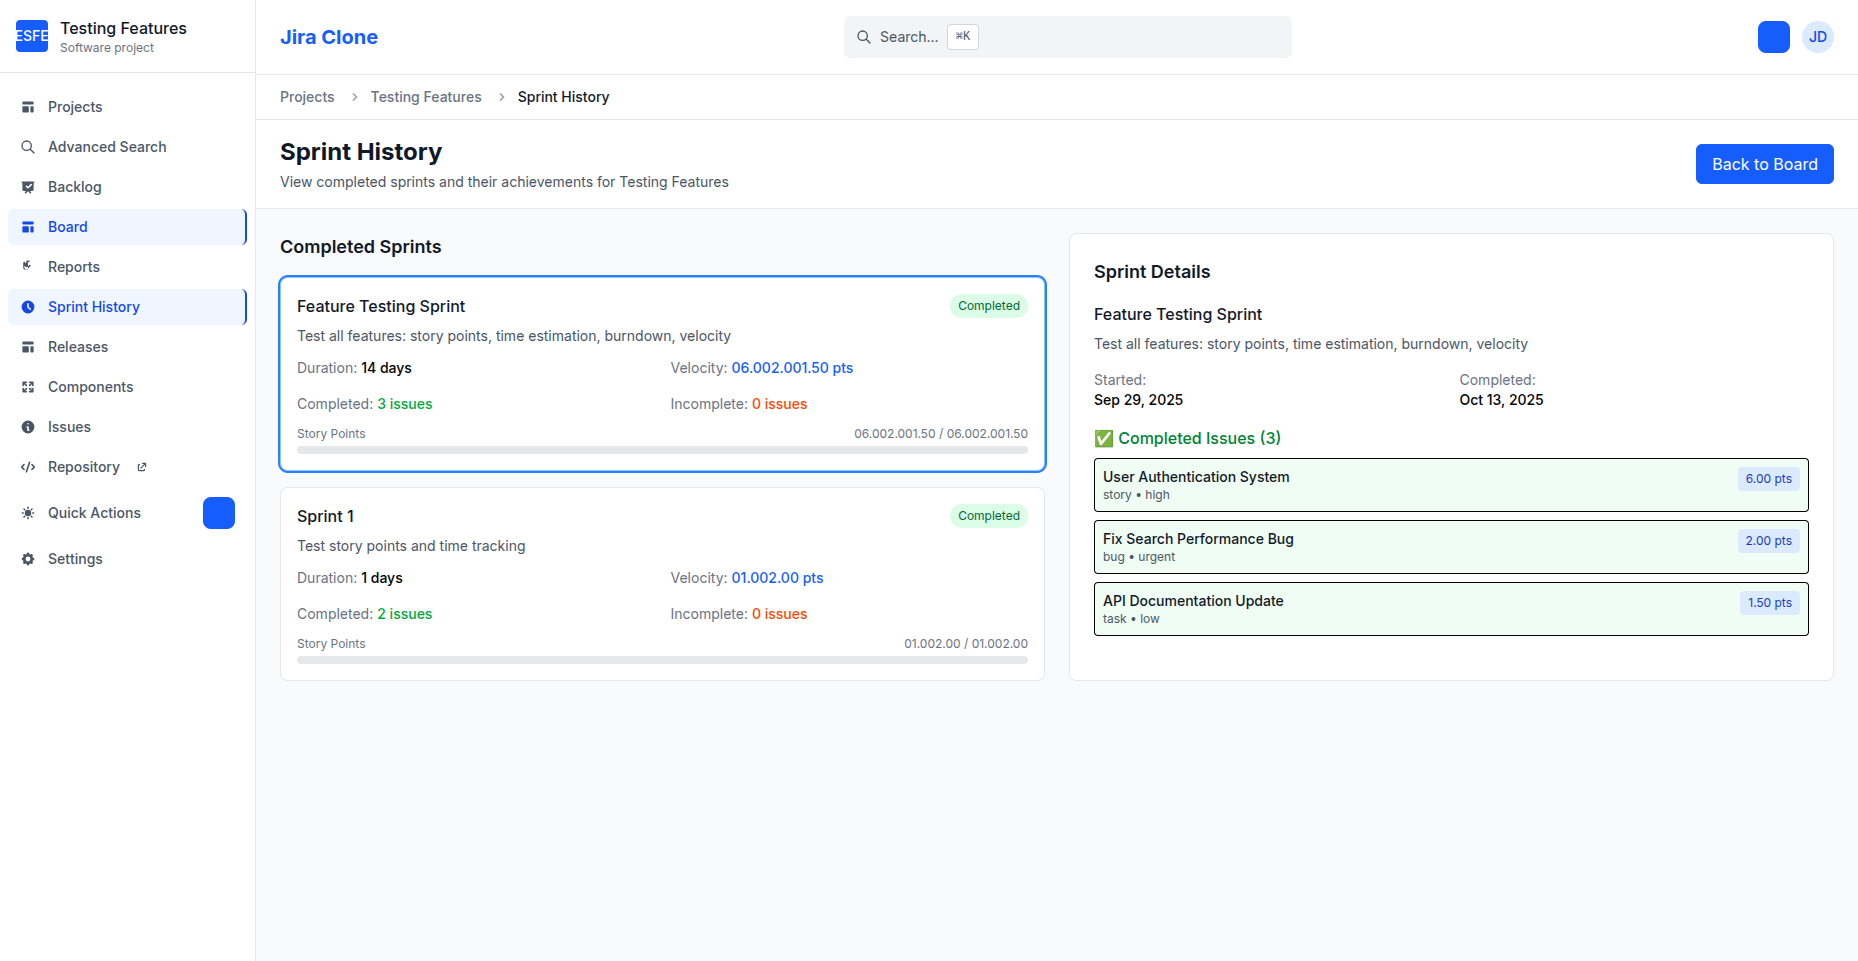 ESFE
Testing Features
Software project
Projects
Advanced Search
Backlog
Board
Reports
Sprint History
Releases
Components
Issues
Repository
Quick Actions
Settings
Jira Clone
Search... ⌘K
JD
Projects > Testing Features > Sprint History
Sprint History
View completed sprints and their achievements for Testing Features
Back to Board
Completed Sprints
Feature Testing Sprint
Completed
Test all features: story points, time estimation, burndown, velocity
Duration: 14 days
Velocity: 06.002.001.50 pts
Completed: 3 issues
Incomplete: 0 issues
Story Points
06.002.001.50 / 06.002.001.50
Sprint 1
Completed
Test story points and time tracking
Duration: 1 days
Velocity: 01.002.00 pts
Completed: 2 issues
Incomplete: 0 issues
Story Points
01.002.00 / 01.002.00
Sprint Details
Feature Testing Sprint
Test all features: story points, time estimation, burndown, velocity
Started:
Sep 29, 2025
Completed:
Oct 13, 2025
✅ Completed Issues (3)
User Authentication System
story • high
6.00 pts
Fix Search Performance Bug
bug • urgent
2.00 pts
API Documentation Update
task • low
1.50 pts